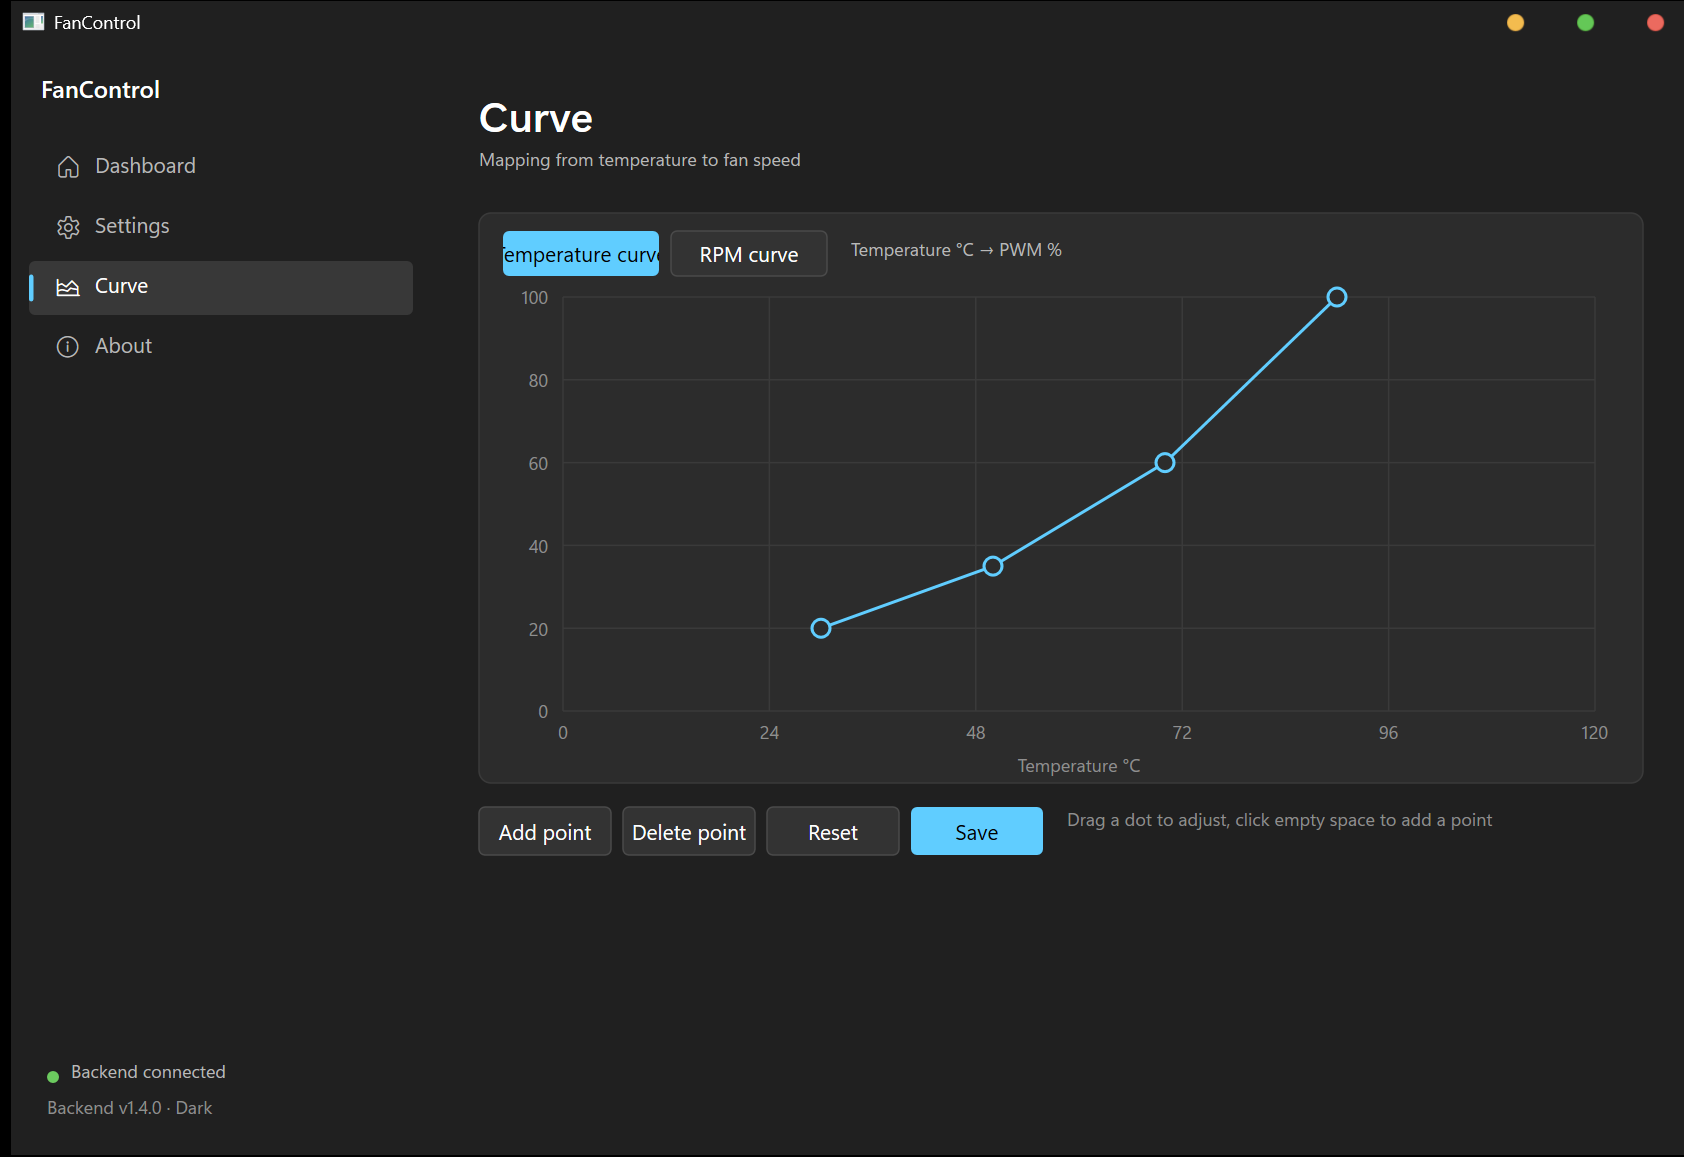 FanControl
FanControl
Dashboard
Settings
Curve
About
Backend connected
Backend v1.4.0 · Dark
Curve
Mapping from temperature to fan speed
emperature curv
RPM curve
Temperature °C → PWM %
100
80
60
40
20
0
0 24 48 72 96 120
Temperature °C
Add point
Delete point
Reset
Save
Drag a dot to adjust, click empty space to add a point